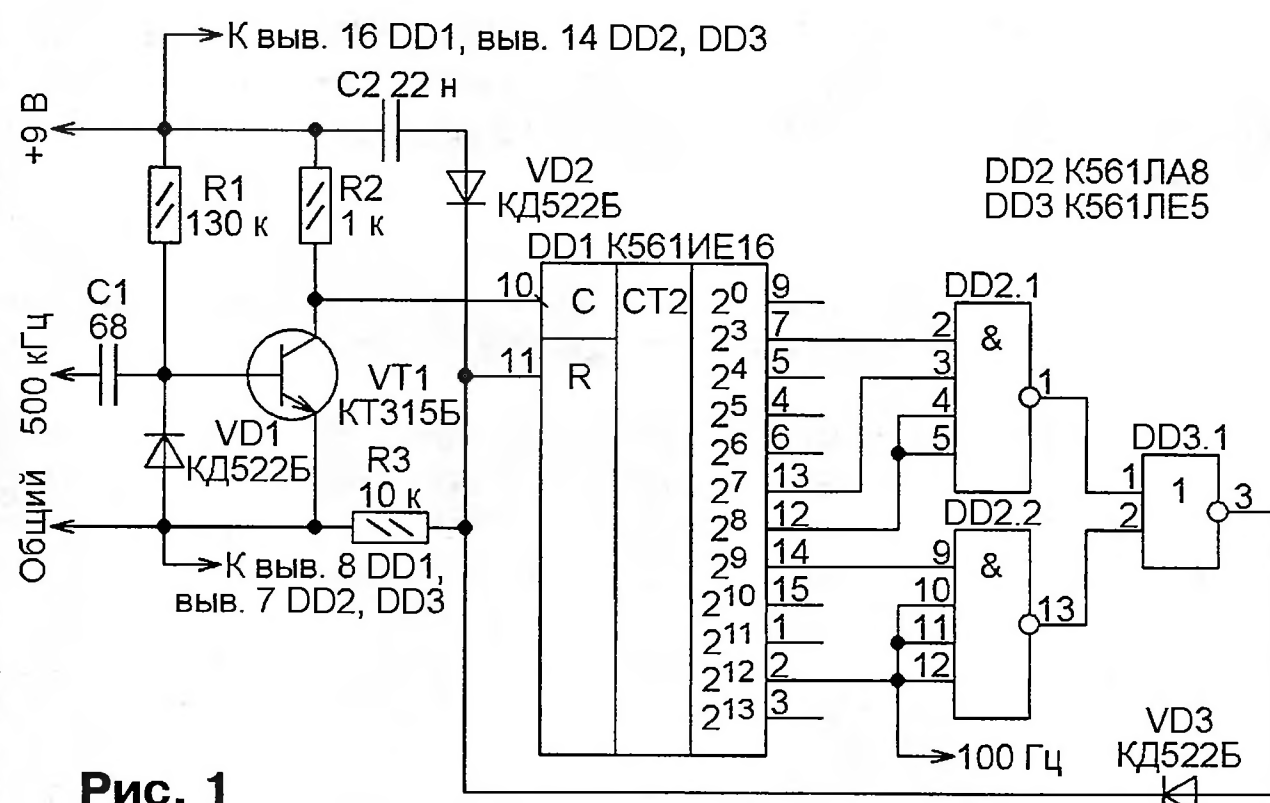 К выв. 16 DD1, выв. 14 DD2, DD3
C2 22 н
+9 В
R1
130 к
R2
1 к
VD2
КД522Б
DD2 К561ЛА8
DD3 К561ЛЕ5
DD1 К561ИЕ16
C1
68
500 кГц
10
C
CT2
11
R
2⁰ 9
2³ 7
2⁴ 5
2⁵ 4
2⁶ 6
2⁷ 13
2⁸ 12
2⁹ 14
2¹⁰ 15
2¹¹ 1
2¹² 2
2¹³ 3
VT1
КТ315Б
VD1
КД522Б
R3
10 к
Общий
К выв. 8 DD1,
выв. 7 DD2, DD3
DD2.1
2
3
4
5
&
1
DD2.2
9
10
11
12
&
13
DD3.1
1
2
1
3
100 Гц
VD3
КД522Б
Рис. 1